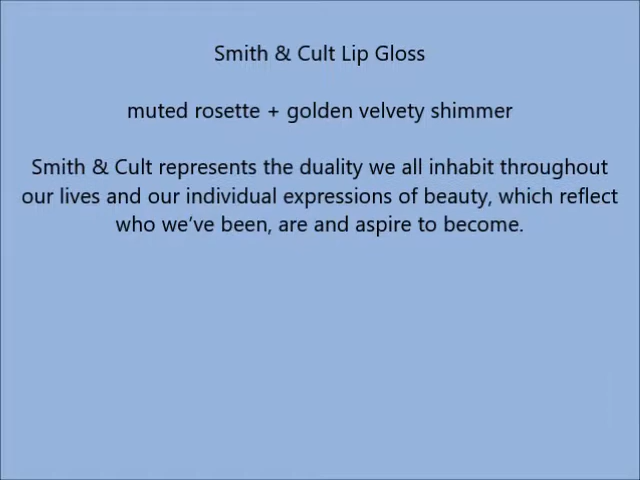 Smith & Cult Lip Gloss
muted rosette + golden velvety shimmer
Smith & Cult represents the duality we all inhabit throughout
our lives and our individual expressions of beauty, which reflect
who we’ve been, are and aspire to become.